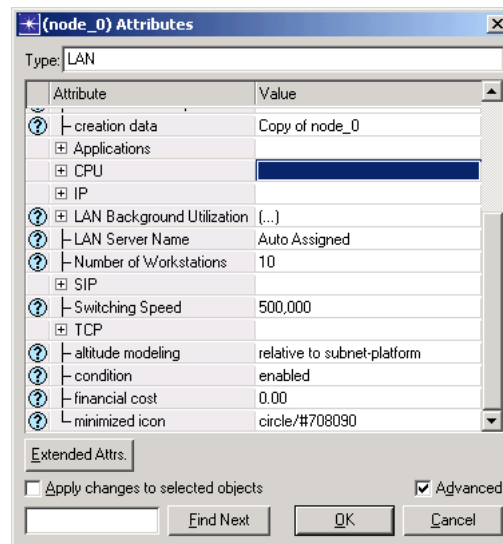 (node_0) Attributes
Type: LAN
Attribute Value
creation data Copy of node_0
Applications
CPU
IP
LAN Background Utilization (...)
LAN Server Name Auto Assigned
Number of Workstations 10
SIP
Switching Speed 500,000
TCP
altitude modeling relative to subnet-platform
condition enabled
financial cost 0.00
minimized icon circle/#708090
Extended Attrs.
Apply changes to selected objects Advanced
Find Next OK Cancel